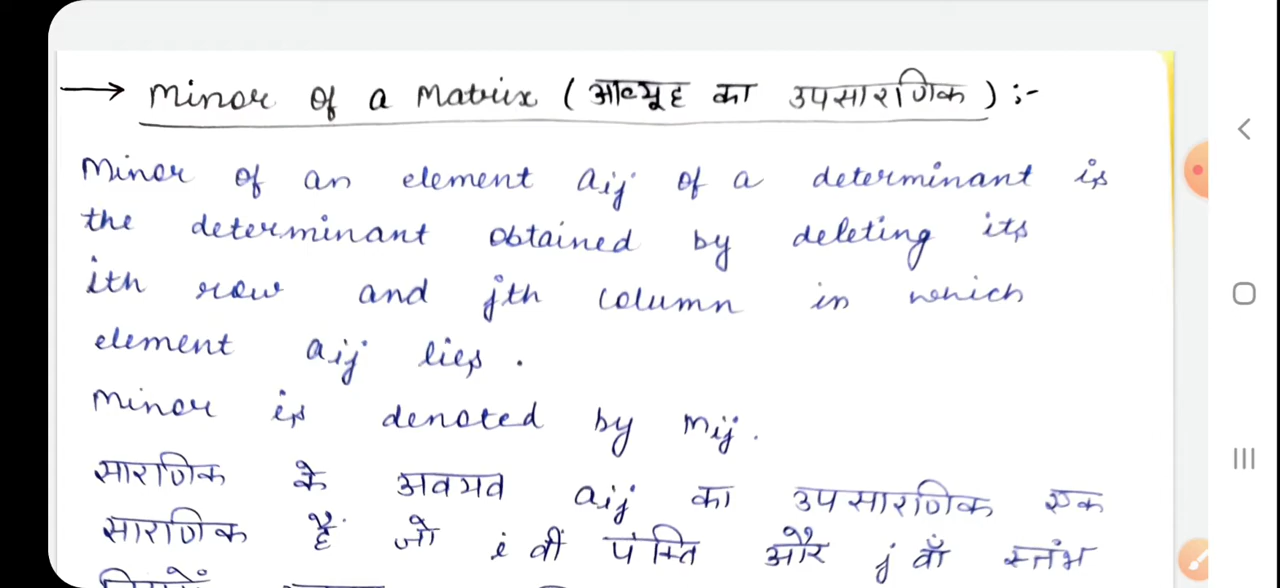 → Minor of a Matrix (आव्यूह का उपसारणिक) :-
Minor of an element aij of a determinant is
the determinant obtained by deleting its
ith row and jth column in which
element aij lies .
Minor is denoted by Mij .
सारणिक के अवयव aij का उपसारणिक एक
सारणिक है जो i वीं पंक्ति और j वाँ स्तंभ